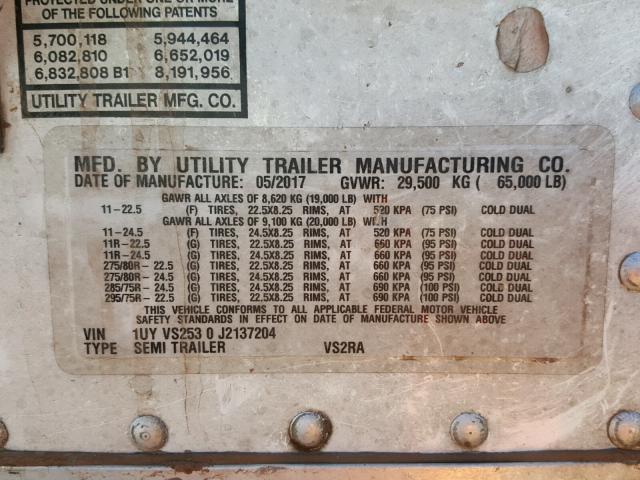 PROTECTED UNDER ONE OR MORE
OF THE FOLLOWING PATENTS
5,700,118 5,944,464
6,082,810 6,652,019
6,832,808 B1 8,191,956
UTILITY TRAILER MFG. CO.
MFD. BY UTILITY TRAILER MANUFACTURING CO.
DATE OF MANUFACTURE: 05/2017 GVWR: 29,500 KG ( 65,000 LB)
GAWR ALL AXLES OF 8,620 KG (19,000 LB) WITH
11-22.5 (F) TIRES, 22.5X8.25 RIMS, AT 520 KPA (75 PSI) COLD DUAL
GAWR ALL AXLES OF 9,100 KG (20,000 LB) WITH
11-24.5 (F) TIRES, 24.5X8.25 RIMS, AT 520 KPA (75 PSI) COLD DUAL
11R-22.5 (G) TIRES, 22.5X8.25 RIMS, AT 660 KPA (95 PSI) COLD DUAL
11R-24.5 (G) TIRES, 24.5X8.25 RIMS, AT 660 KPA (95 PSI) COLD DUAL
275/80R-22.5 (G) TIRES, 22.5X8.25 RIMS, AT 660 KPA (95 PSI) COLD DUAL
275/80R-24.5 (G) TIRES, 24.5X8.25 RIMS, AT 660 KPA (95 PSI) COLD DUAL
285/75R-24.5 (G) TIRES, 24.5X8.25 RIMS, AT 690 KPA (100 PSI) COLD DUAL
295/75R-22.5 (G) TIRES, 22.5X8.25 RIMS, AT 690 KPA (100 PSI) COLD DUAL
THIS VEHICLE CONFORMS TO ALL APPLICABLE FEDERAL MOTOR VEHICLE
SAFETY STANDARDS IN EFFECT ON DATE OF MANUFACTURE SHOWN ABOVE
VIN 1UY VS253 0 J2137204
TYPE SEMI TRAILER VS2RA